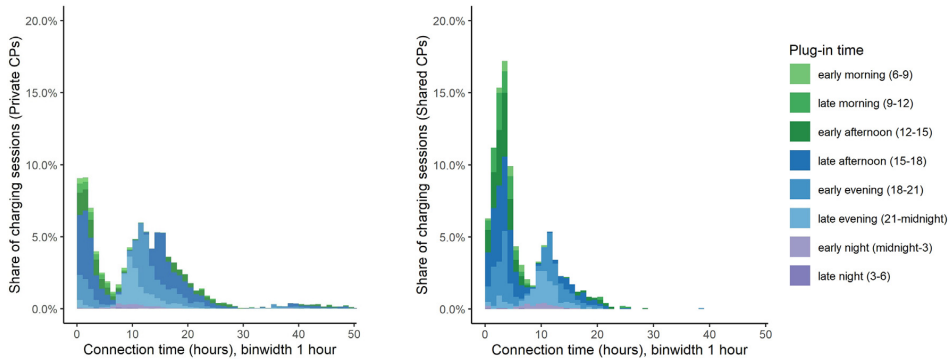 20.0%
15.0%
10.0%
5.0%
0.0%
Share of charging sessions (Private CPs)
0 10 20 30 40 50
Connection time (hours), binwidth 1 hour
20.0%
15.0%
10.0%
5.0%
0.0%
Share of charging sessions (Shared CPs)
0 10 20 30 40 50
Connection time (hours), binwidth 1 hour
Plug-in time
early morning (6-9)
late morning (9-12)
early afternoon (12-15)
late afternoon (15-18)
early evening (18-21)
late evening (21-midnight)
early night (midnight-3)
late night (3-6)